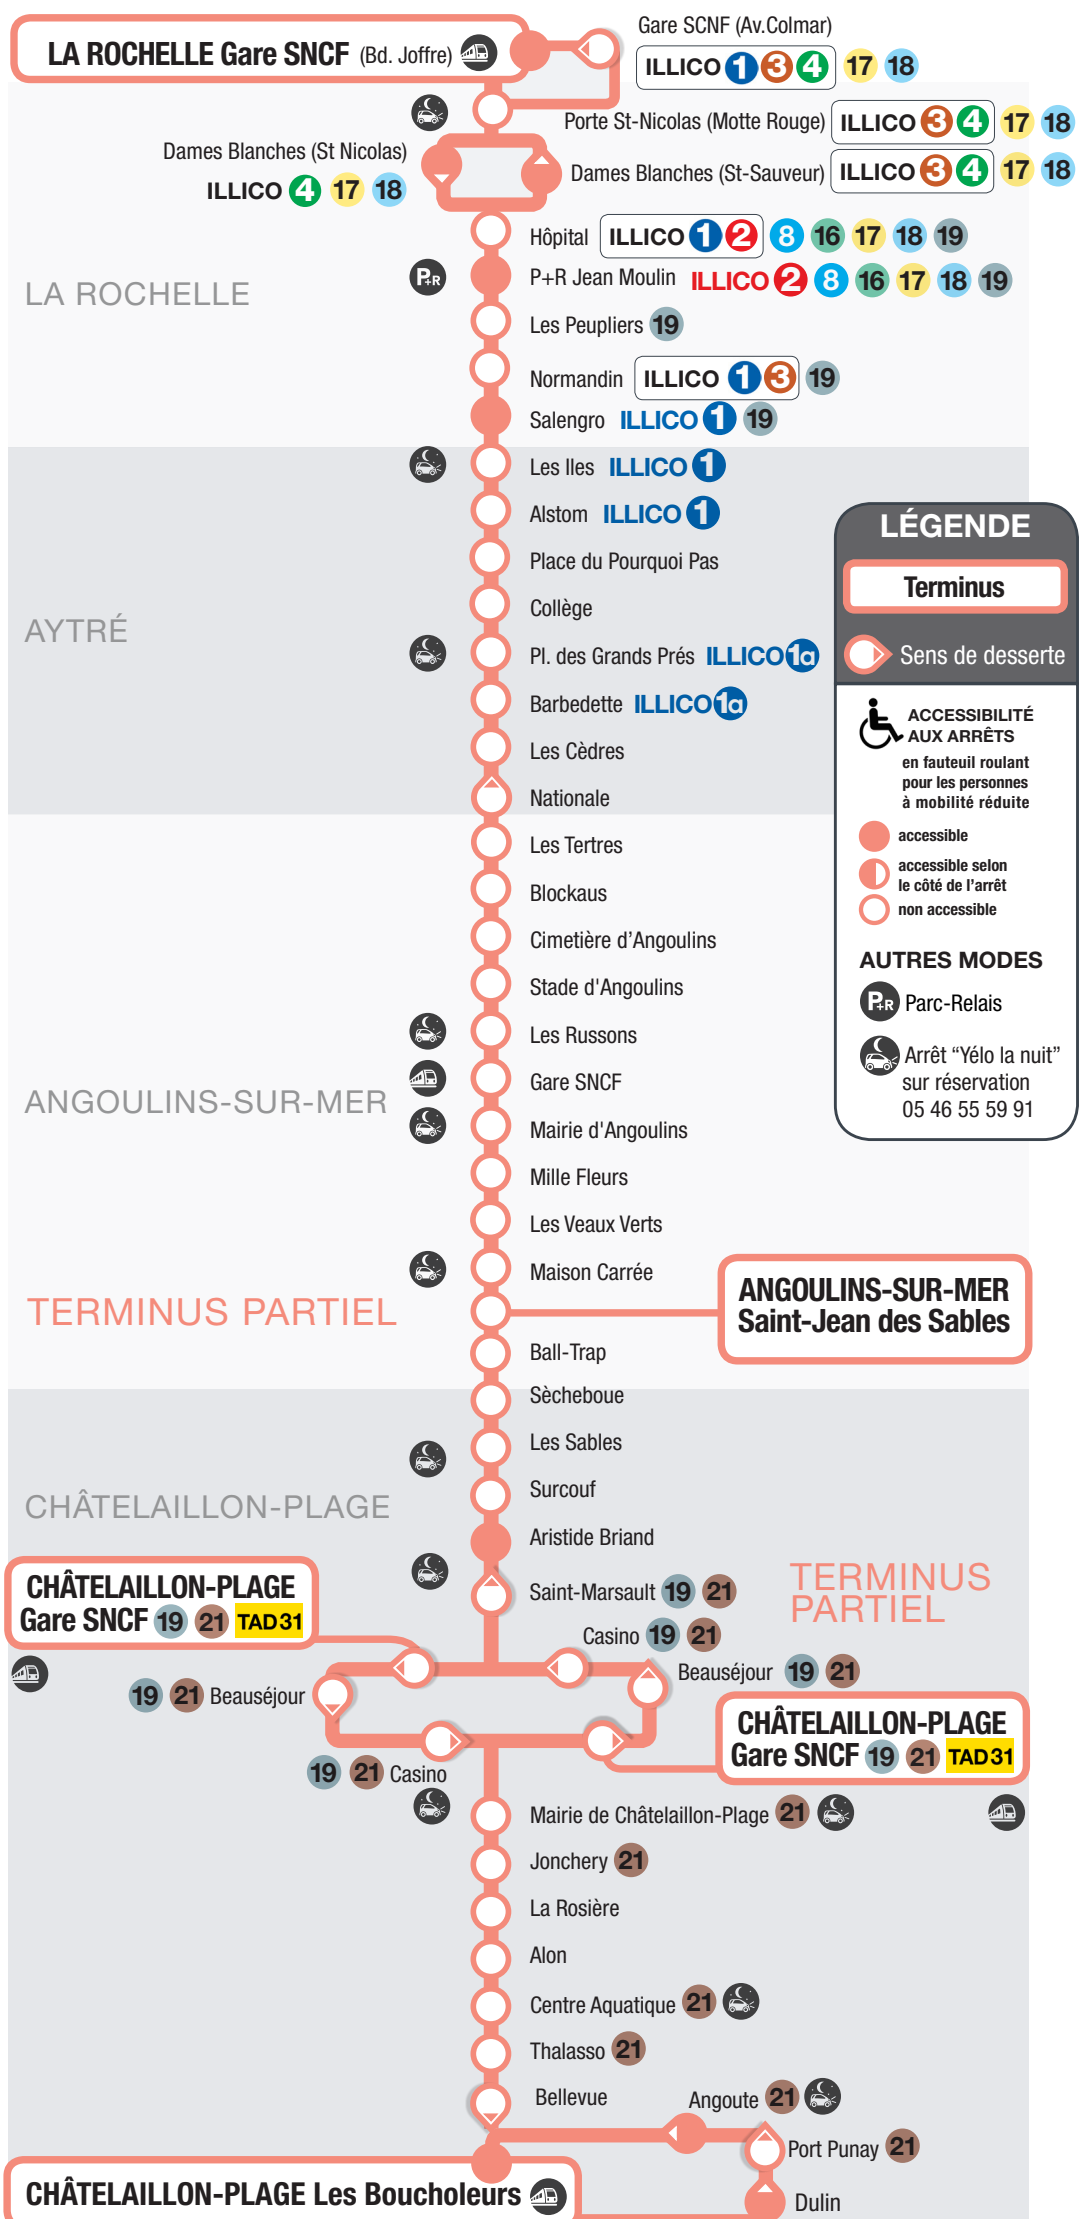 LA ROCHELLE Gare SNCF (Bd. Joffre)
Gare SCNF (Av.Colmar)
ILLICO 1 3 4 17 18
Porte St-Nicolas (Motte Rouge) ILLICO 3 4 17 18
Dames Blanches (St Nicolas)
ILLICO 4 17 18
Dames Blanches (St-Sauveur) ILLICO 3 4 17 18
Hôpital ILLICO 1 2 8 16 17 18 19
P+R
P+R Jean Moulin ILLICO 2 8 16 17 18 19
LA ROCHELLE
Les Peupliers 19
Normandin ILLICO 1 3 19
Salengro ILLICO 1 19
Les Iles ILLICO 1
Alstom ILLICO 1
Place du Pourquoi Pas
Collège
AYTRÉ
Pl. des Grands Prés ILLICO 1a
Barbedette ILLICO 1a
Les Cèdres
Nationale
LÉGENDE
Terminus
Sens de desserte
ACCESSIBILITÉ
AUX ARRÊTS
en fauteuil roulant
pour les personnes
à mobilité réduite
accessible
accessible selon
le côté de l'arrêt
non accessible
AUTRES MODES
P+R Parc-Relais
Arrêt “Yélo la nuit”
sur réservation
05 46 55 59 91
Les Tertres
Blockaus
Cimetière d’Angoulins
Stade d'Angoulins
Les Russons
Gare SNCF
ANGOULINS-SUR-MER
Mairie d'Angoulins
Mille Fleurs
Les Veaux Verts
Maison Carrée
TERMINUS PARTIEL
ANGOULINS-SUR-MER
Saint-Jean des Sables
Ball-Trap
Sècheboue
Les Sables
Surcouf
CHÂTELAILLON-PLAGE
Aristide Briand
TERMINUS
PARTIEL
Saint-Marsault 19 21
CHÂTELAILLON-PLAGE
Gare SNCF 19 21 TAD 31
Casino 19 21
Beauséjour 19 21
19 21 Beauséjour
CHÂTELAILLON-PLAGE
Gare SNCF 19 21 TAD 31
19 21 Casino
Mairie de Châtelaillon-Plage 21
Jonchery 21
La Rosière
Alon
Centre Aquatique 21
Thalasso 21
Bellevue
Angoute 21
Port Punay 21
CHÂTELAILLON-PLAGE Les Boucholeurs
Dulin